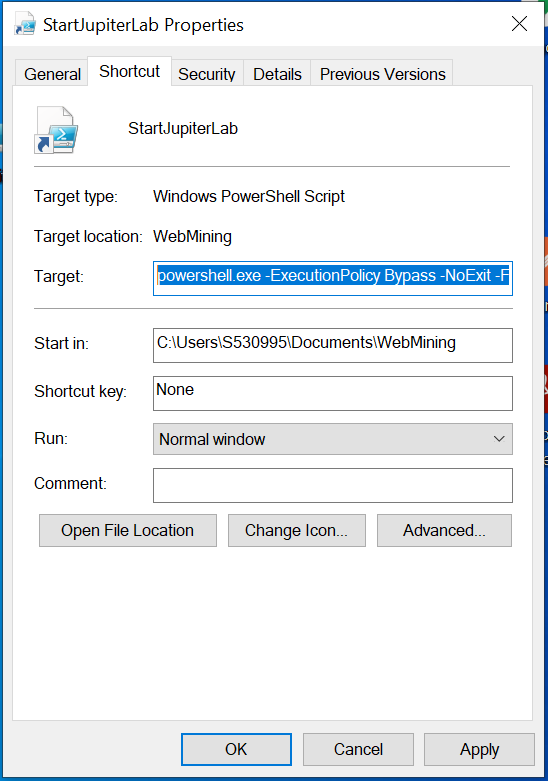 StartJupiterLab Properties
General Shortcut Security Details Previous Versions
StartJupiterLab
Target type: Windows PowerShell Script
Target location: WebMining
Target: powershell.exe -ExecutionPolicy Bypass -NoExit -F
Start in: C:\Users\S530995\Documents\WebMining
Shortcut key: None
Run: Normal window
Comment:
Open File Location Change Icon... Advanced...
OK Cancel Apply